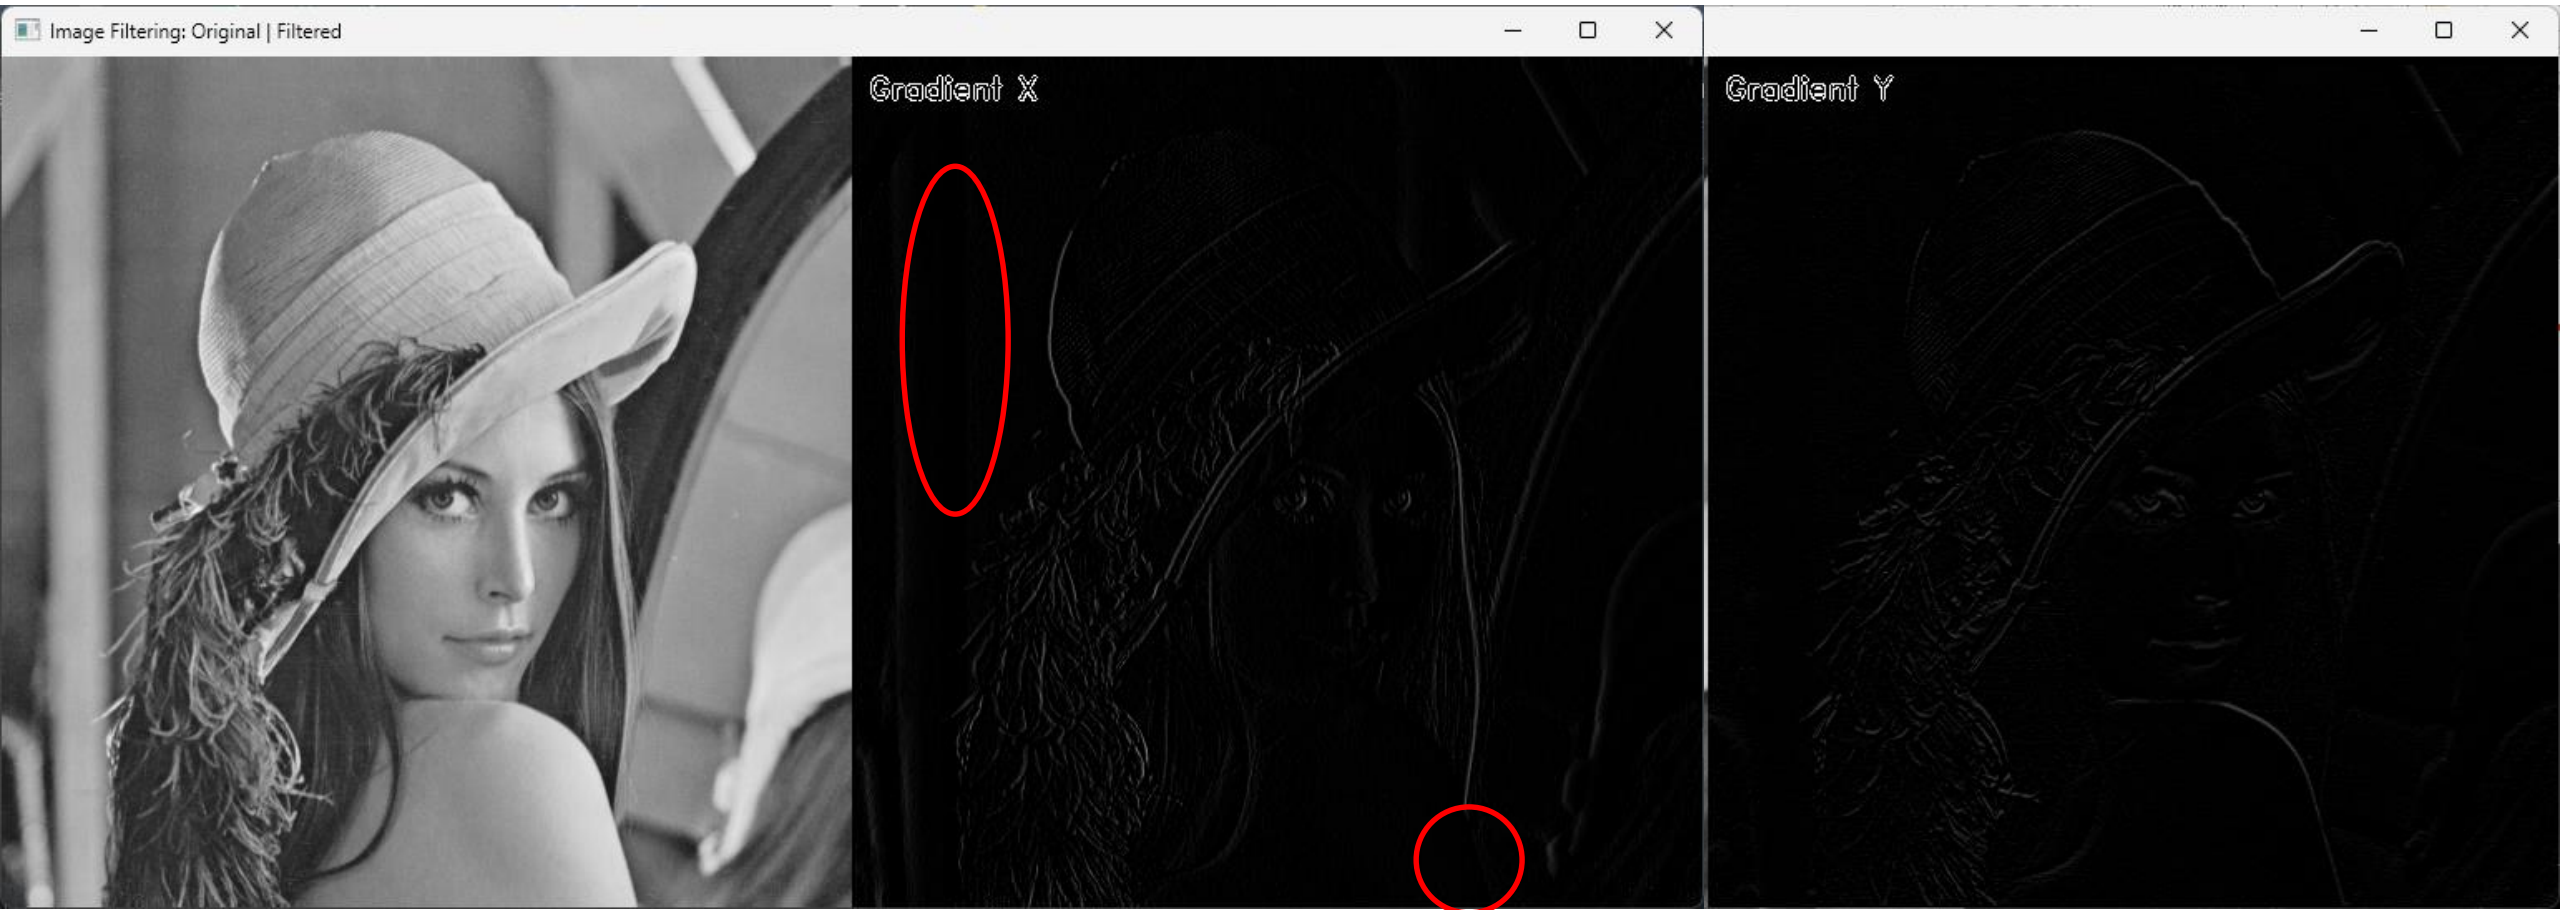 Image Filtering: Original | Filtered
Gradient X
Gradient Y